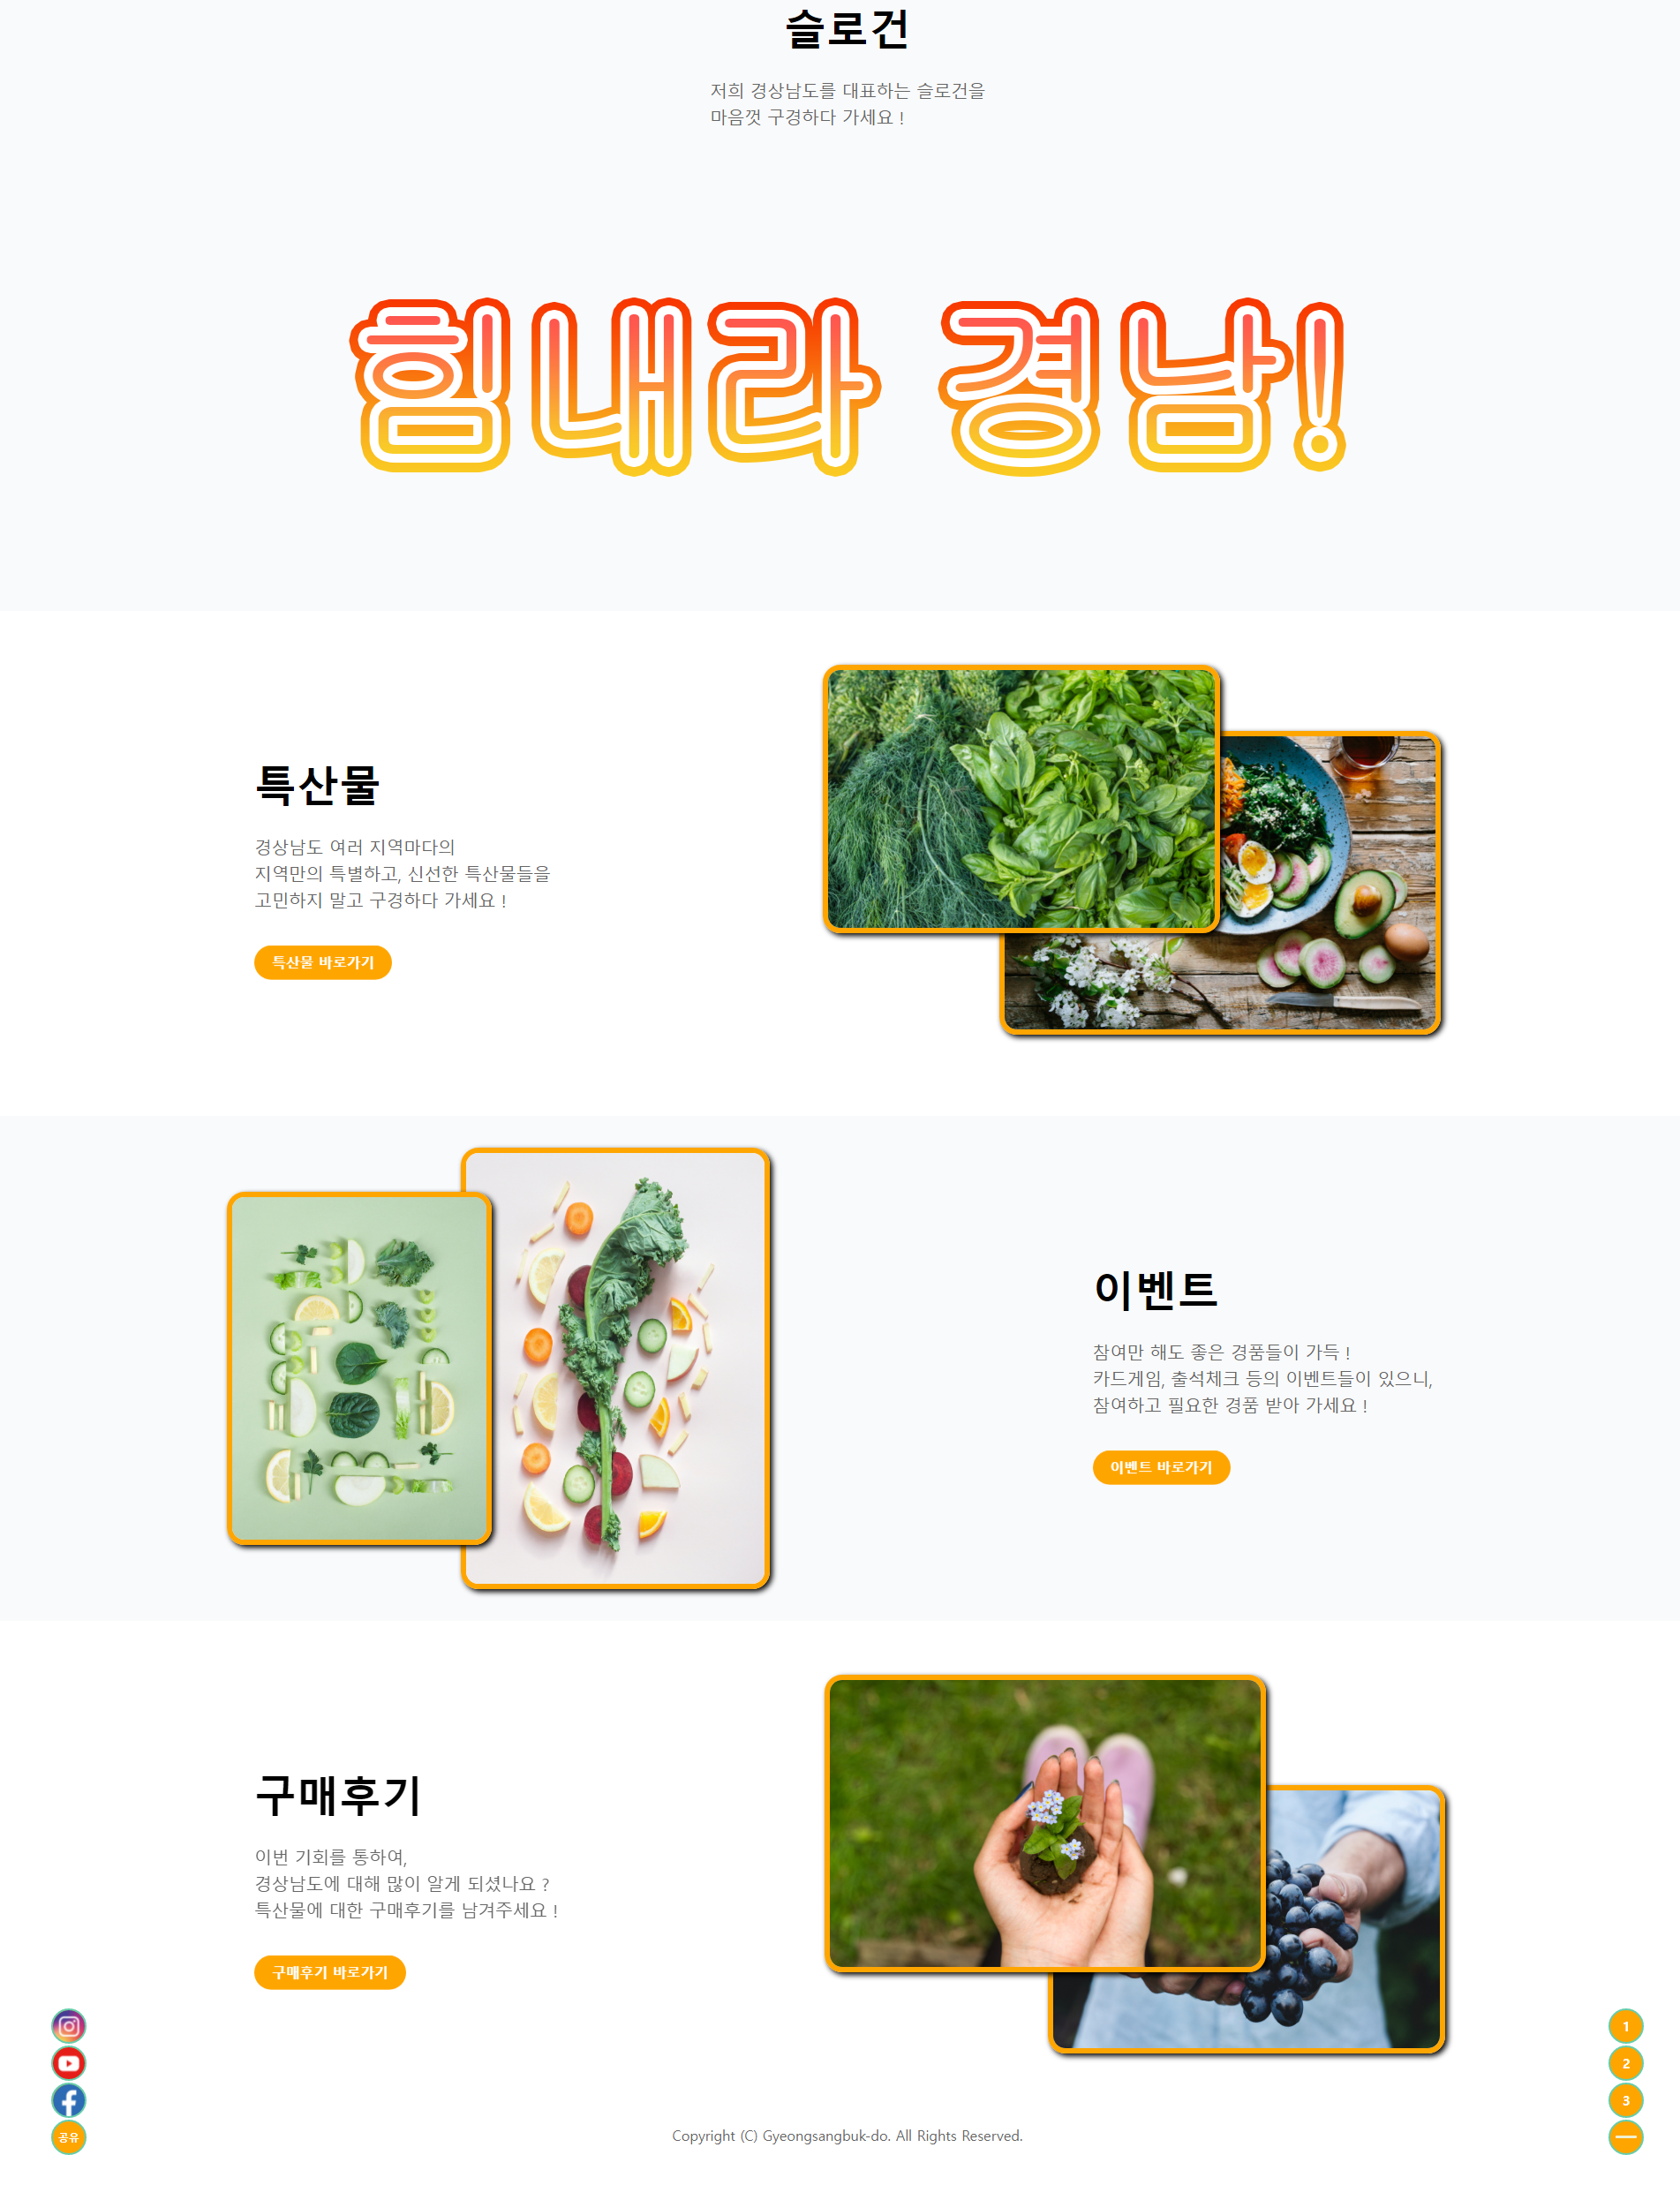 슬로건
저희 경상남도를 대표하는 슬로건을
마음껏 구경하다 가세요 !
힘내라 경남!
특산물
경상남도 여러 지역마다의
지역만의 특별하고, 신선한 특산물들을
고민하지 말고 구경하다 가세요 !
특산물 바로가기
이벤트
참여만 해도 좋은 경품들이 가득 !
카드게임, 출석체크 등의 이벤트들이 있으니,
참여하고 필요한 경품 받아 가세요 !
이벤트 바로가기
구매후기
이번 기회를 통하여,
경상남도에 대해 많이 알게 되셨나요 ?
특산물에 대한 구매후기를 남겨주세요 !
구매후기 바로가기
공유
1
2
3
Copyright (C) Gyeongsangbuk-do. All Rights Reserved.